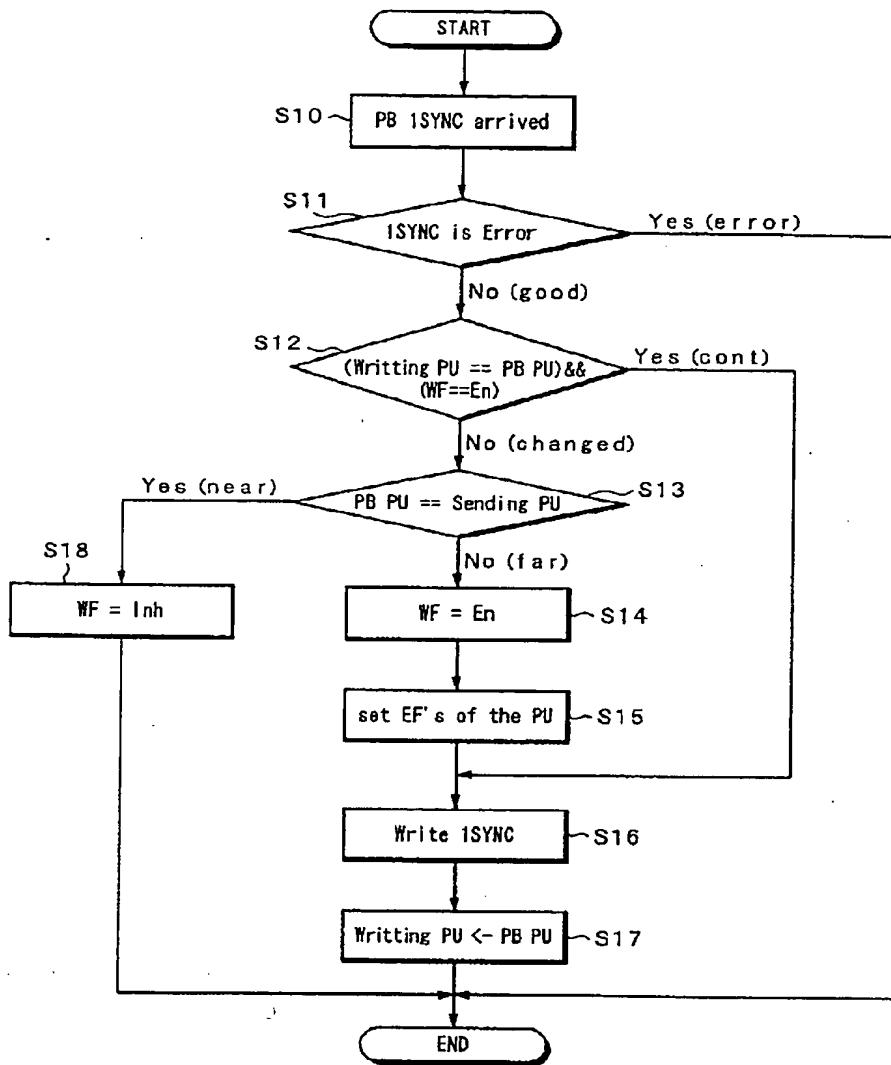 START
S10
PB 1SYNC arrived
S11
1SYNC is Error
Yes (error)
No (good)
S12
(Writting PU == PB PU)&&
(WF==En)
Yes (cont)
No (changed)
Yes (near)
PB PU == Sending PU
S13
No (far)
S18
WF = Inh
WF = En
S14
set EF's of the PU
S15
Write 1SYNC
S16
Writting PU <- PB PU
S17
END